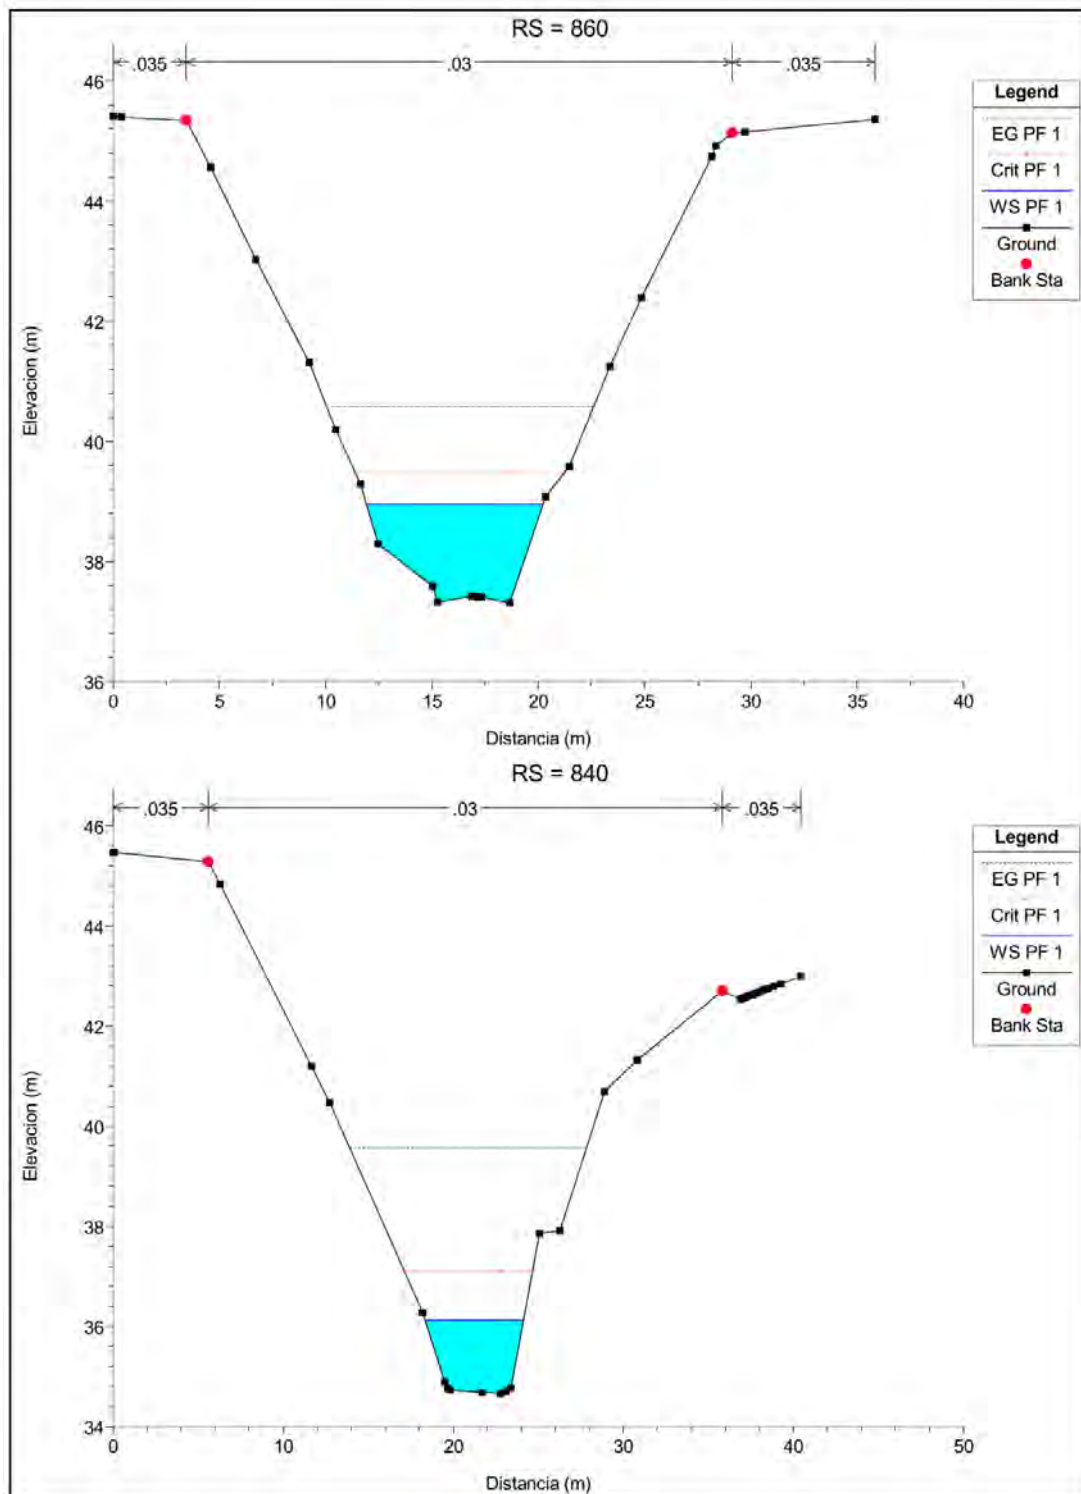 RS = 860
.035 .03 .035
46
44
42
40
38
36
Elevacion (m)
0 5 10 15 20 25 30 35 40
Distancia (m)
Legend
EG PF 1
Crit PF 1
WS PF 1
Ground
Bank Sta
RS = 840
.035 .03 .035
46
44
42
40
38
36
34
Elevacion (m)
0 10 20 30 40 50
Distancia (m)
Legend
EG PF 1
Crit PF 1
WS PF 1
Ground
Bank Sta